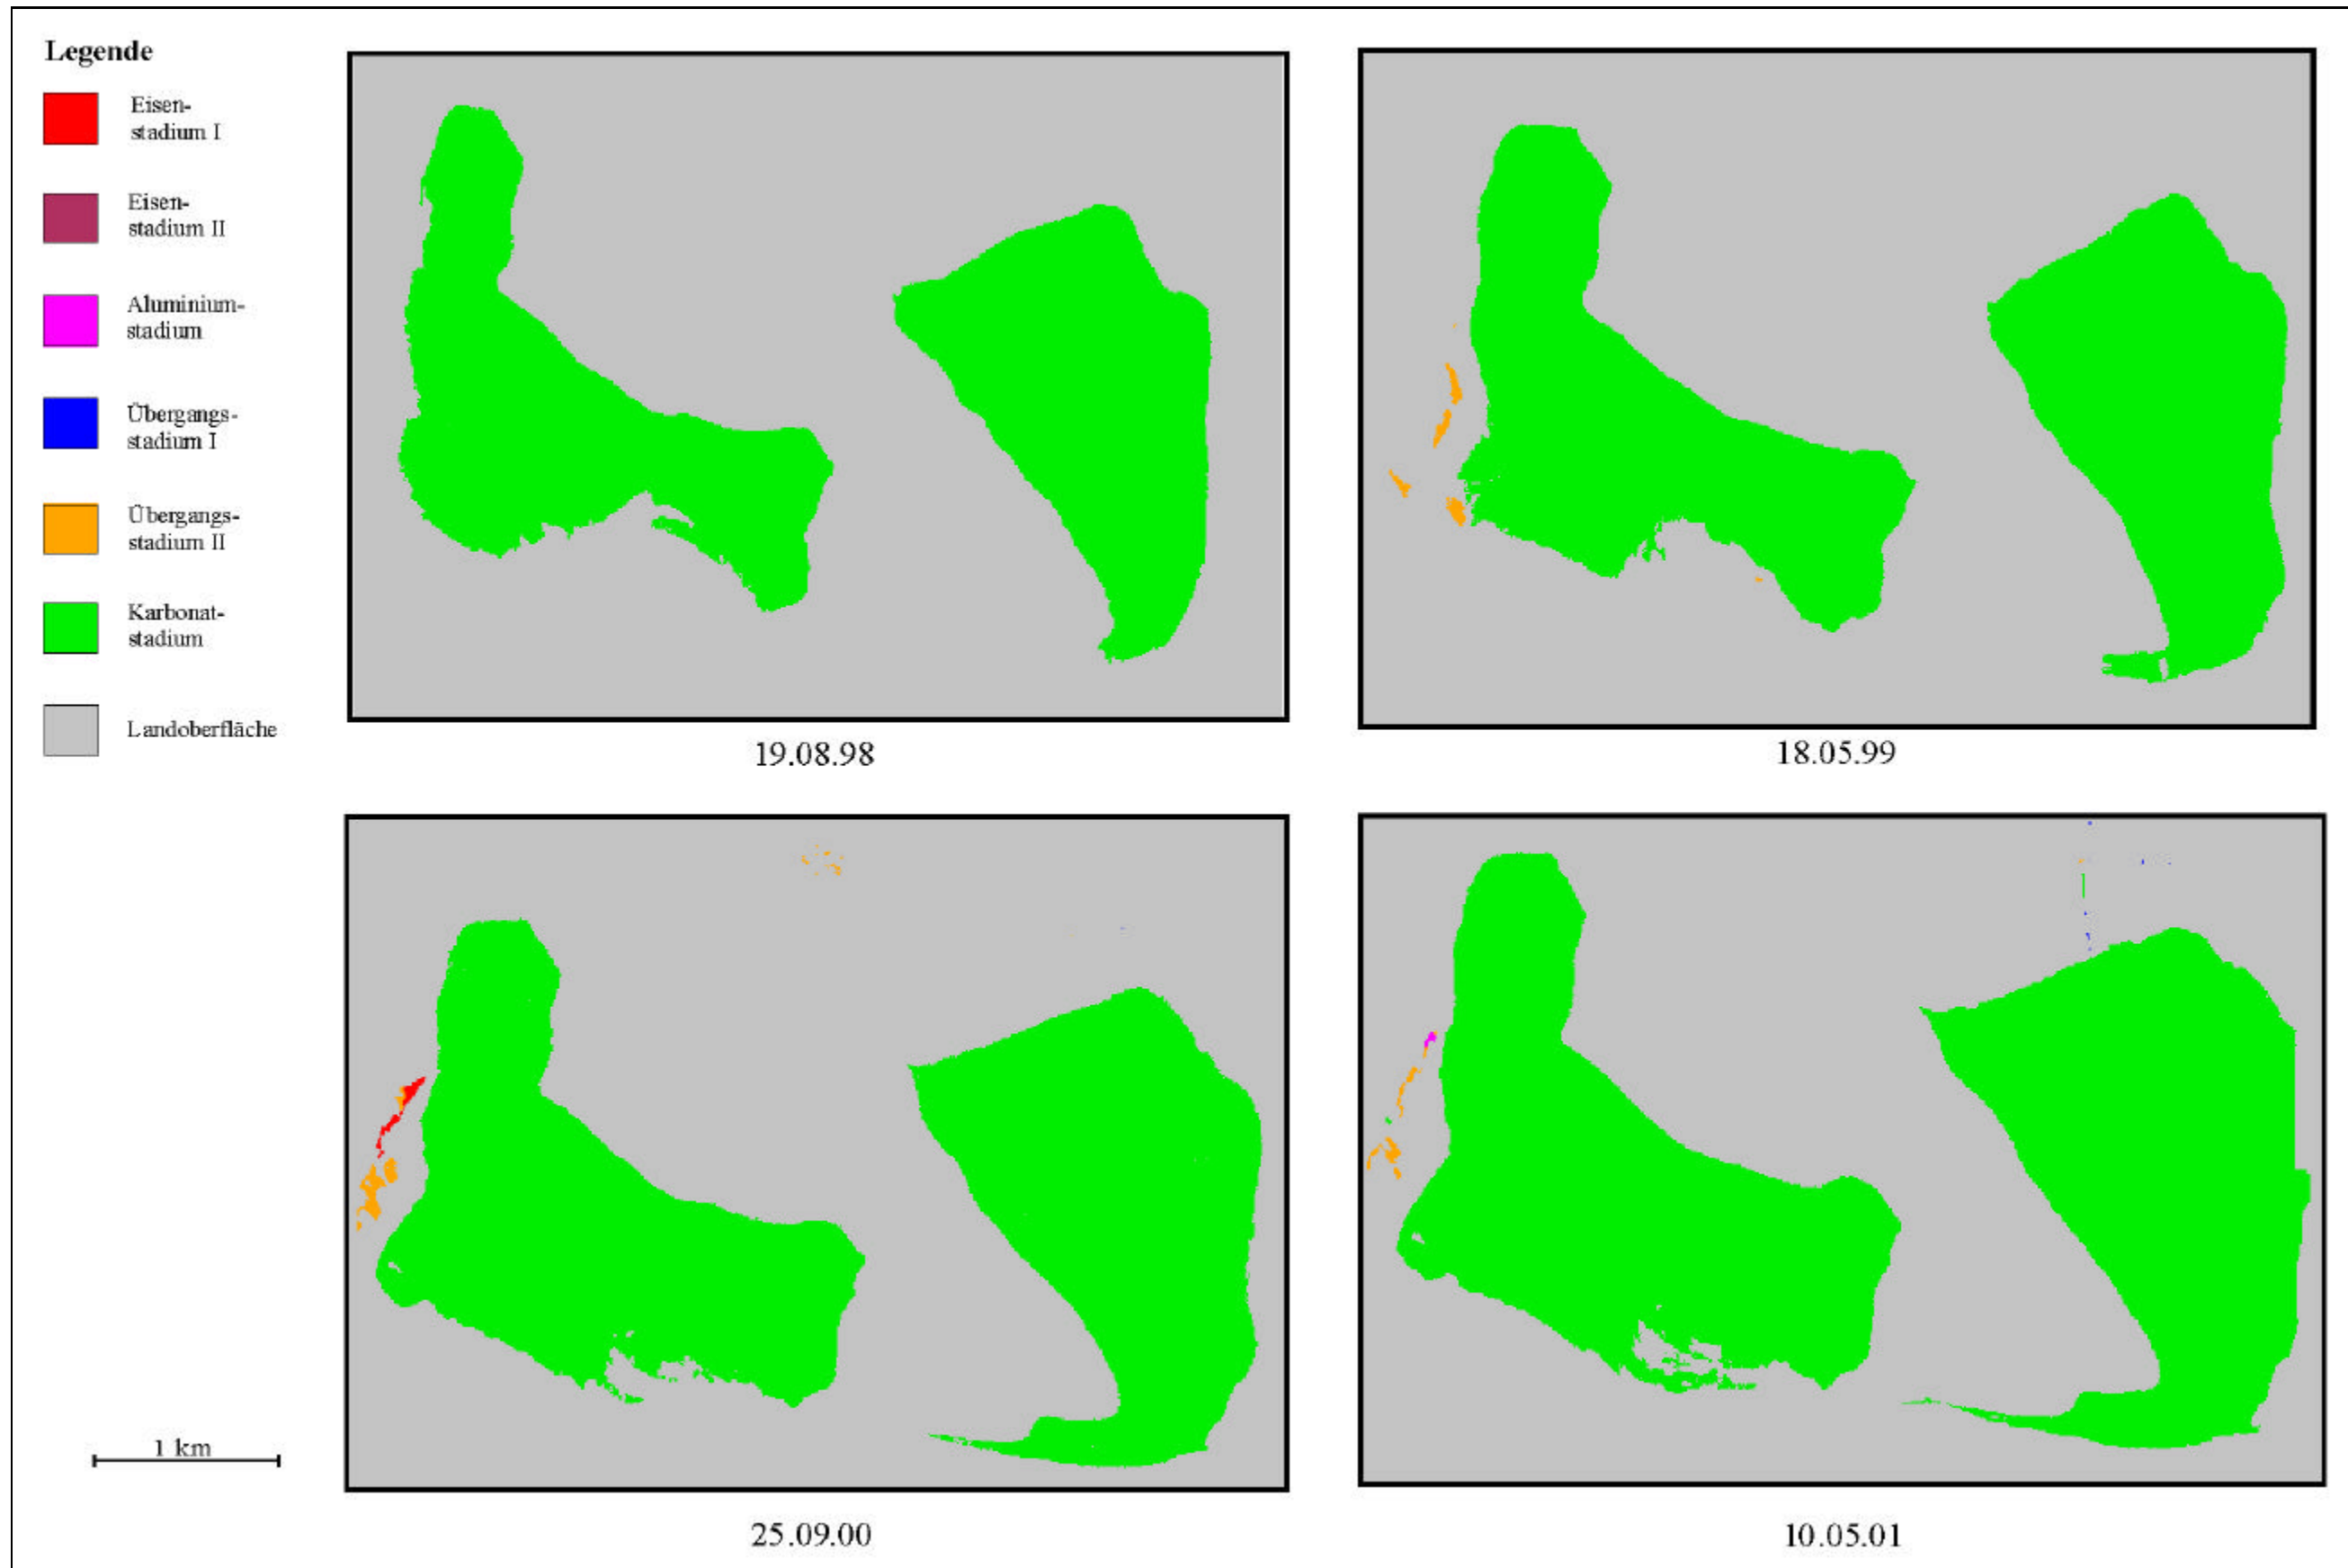 Legende
Eisen-
stadium I
Eisen-
stadium II
Aluminium-
stadium
Übergangs-
stadium I
Übergangs-
stadium II
Karbonat-
stadium
Landoberfläche
19.08.98
18.05.99
1 km
25.09.00
10.05.01